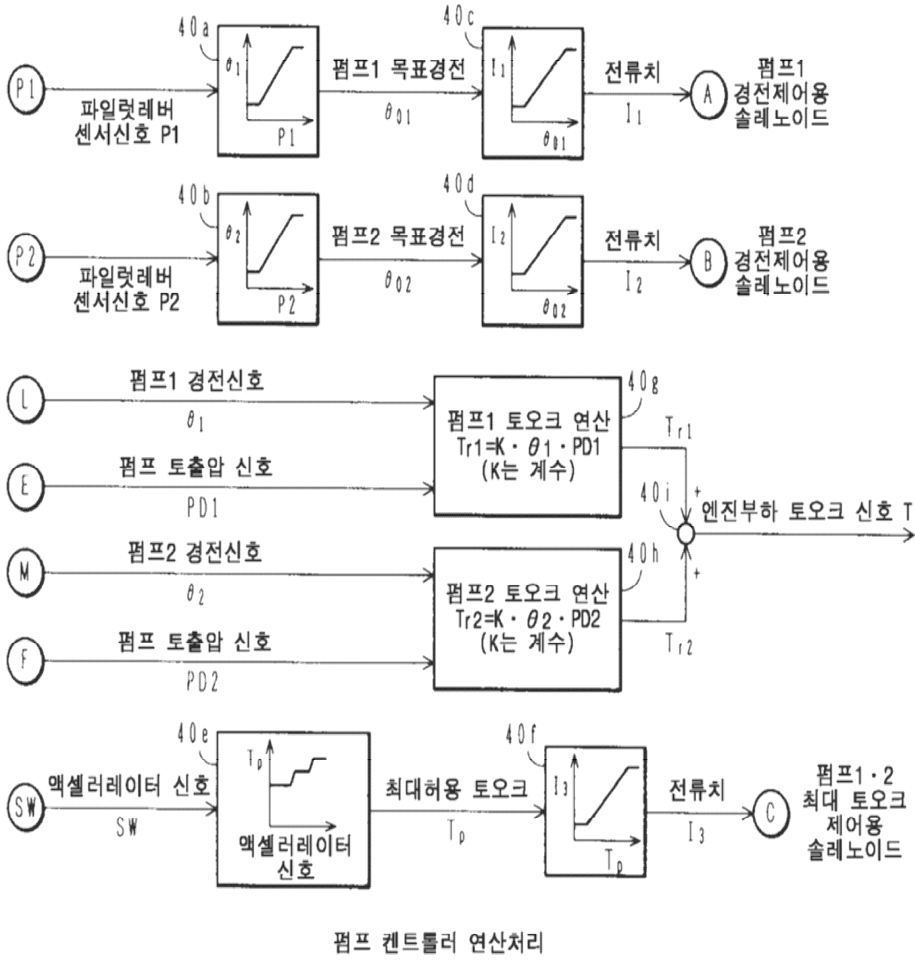 40a
40c
P1
θ1
P1
펌프1 목표경전
θ01
I1
θ01
전류치
I1
A
펌프1
경전제어용
솔레노이드
파일럿레버
센서신호 P1
40b
40d
P2
θ2
P2
펌프2 목표경전
θ02
I2
θ02
전류치
I2
B
펌프2
경전제어용
솔레노이드
파일럿레버
센서신호 P2
L
펌프1 경전신호
θ1
40g
펌프1 토오크 연산
Tr1=K· θ1· PD1
(K는 계수)
Tr1
E
펌프 토출압 신호
PD1
40i
+
엔진부하 토오크 신호 T
M
펌프2 경전신호
θ2
40h
+
펌프2 토오크 연산
Tr2=K· θ2· PD2
(K는 계수)
Tr2
F
펌프 토출압 신호
PD2
40e
40f
SW
액셀러레이터 신호
SW
Tp
액셀러레이터
신호
최대허용 토오크
Tp
I3
Tp
전류치
I3
C
펌프1·2
최대 토오크
제어용
솔레노이드
펌프 켄트롤러 연산처리